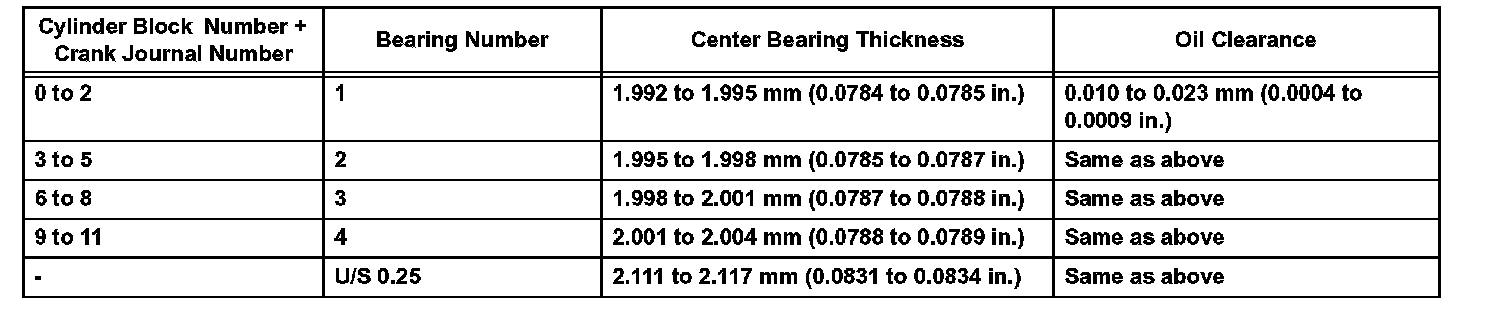 Cylinder Block Number +
Crank Journal Number
Bearing Number
Center Bearing Thickness
Oil Clearance
0 to 2
1
1.992 to 1.995 mm (0.0784 to 0.0785 in.)
0.010 to 0.023 mm (0.0004 to
0.0009 in.)
3 to 5
2
1.995 to 1.998 mm (0.0785 to 0.0787 in.)
Same as above
6 to 8
3
1.998 to 2.001 mm (0.0787 to 0.0788 in.)
Same as above
9 to 11
4
2.001 to 2.004 mm (0.0788 to 0.0789 in.)
Same as above
-
U/S 0.25
2.111 to 2.117 mm (0.0831 to 0.0834 in.)
Same as above